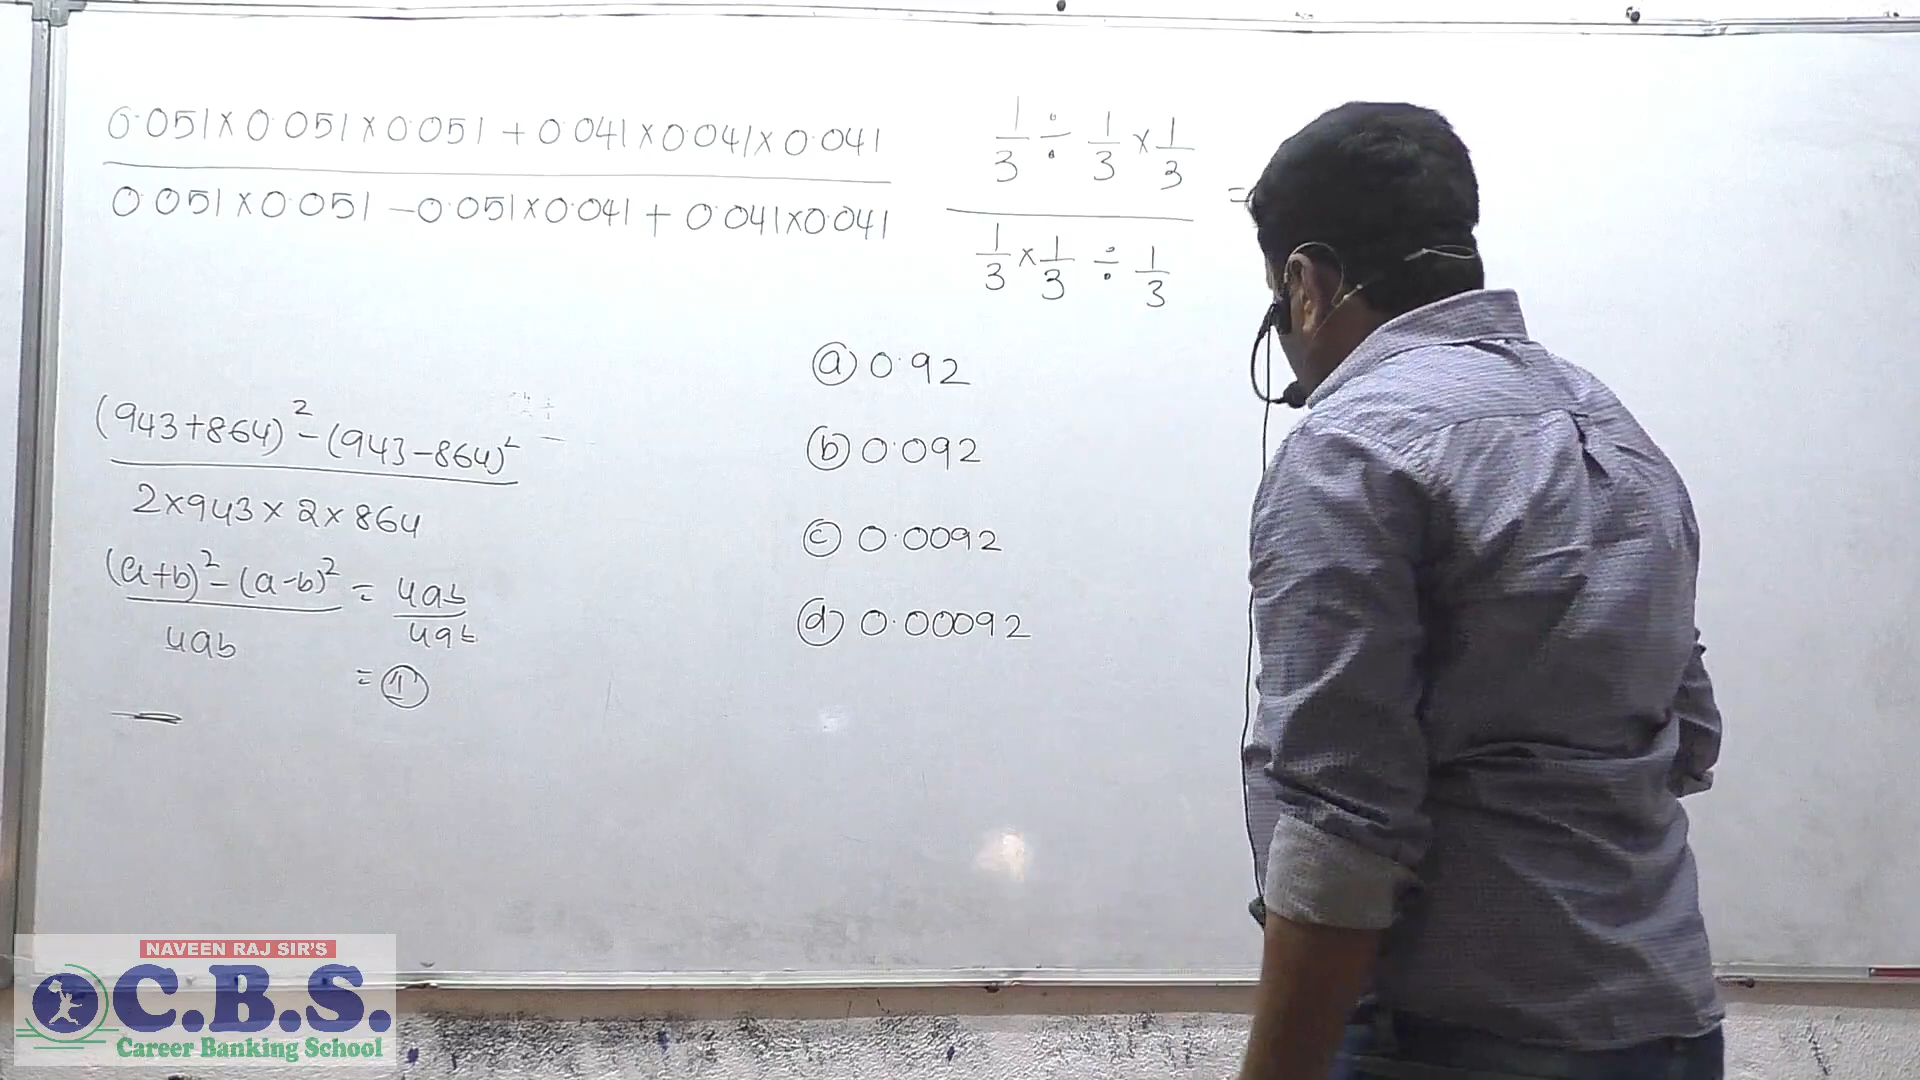 0.051×0.051×0.051+0.041×0.041×0.041
0.051×0.051-0.051×0.041+0.041×0.041
1/3 ÷ 1/3 × 1/3
1/3 × 1/3 ÷ 1/3
=
(943+864)²-(943-864)²
2×943×2×864
(a+b)²-(a-b)² = 4ab
4ab 4ab
= 1
ⓐ 0.92
ⓑ 0.092
ⓒ 0.0092
ⓓ 0.00092
NAVEEN RAJ SIR'S
C.B.S.
Career Banking School